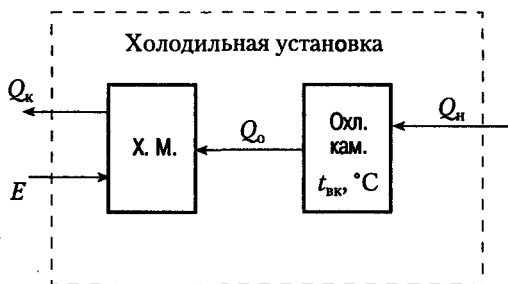 Холодильная установка
Qк
Х. М.
Qо
Охл.
кам.
tвк, °C
Qн
E